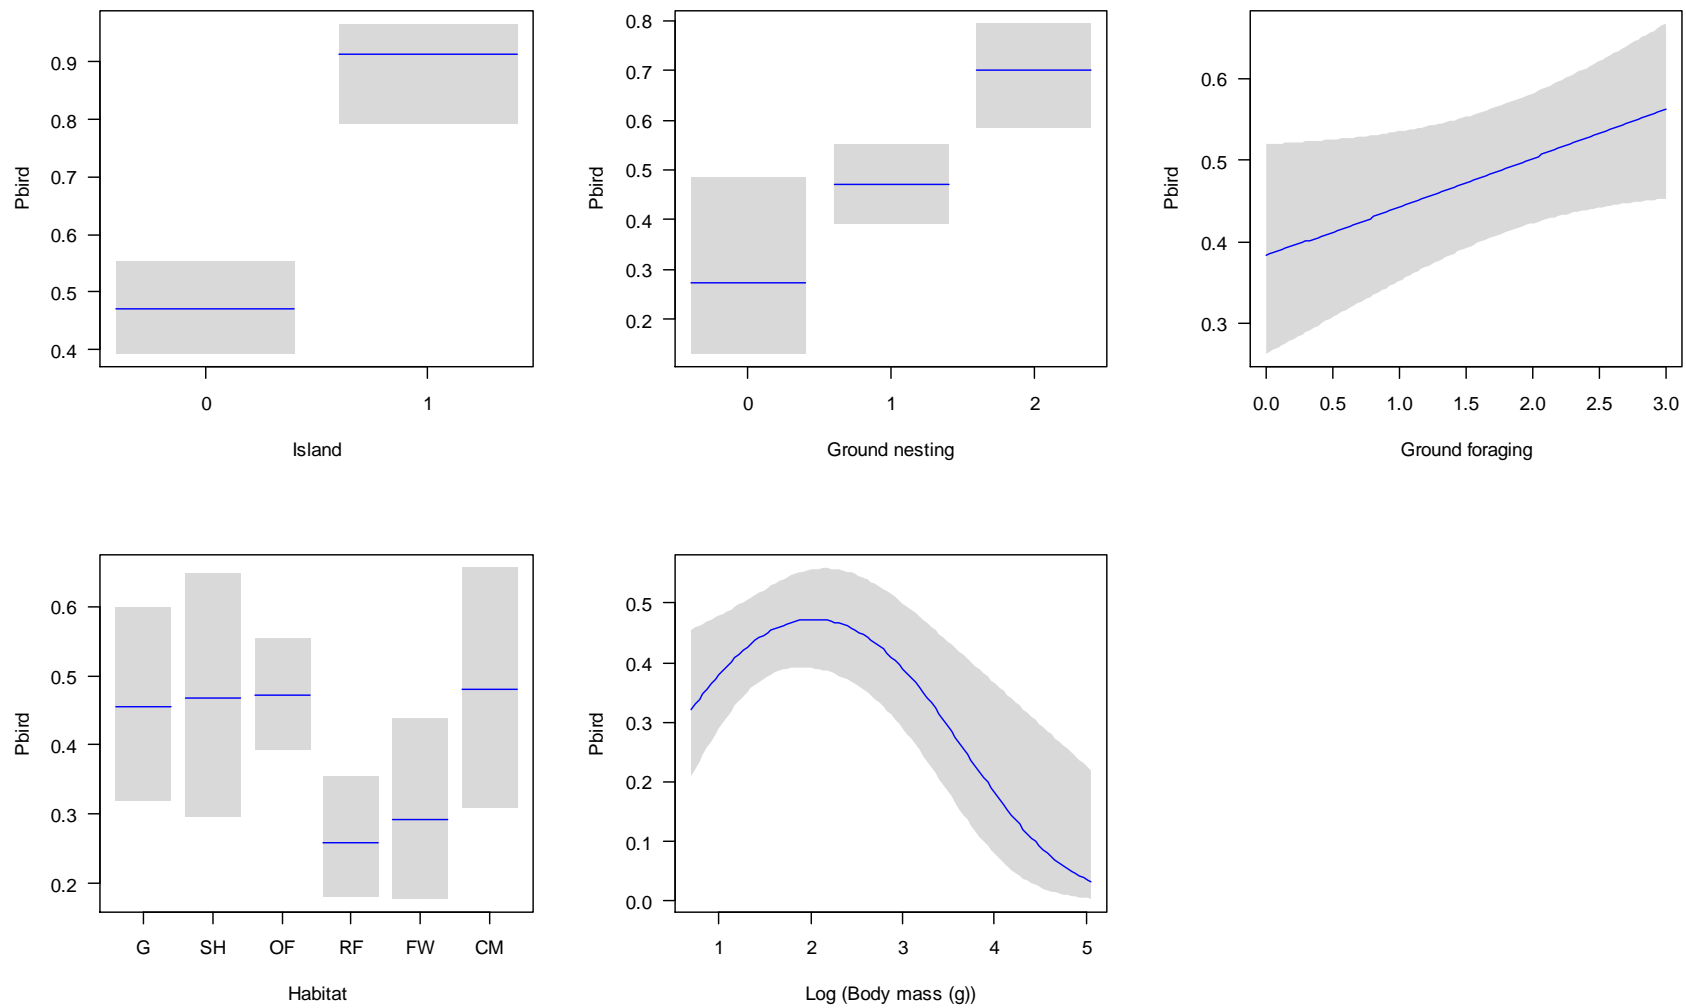 Pbird
0.9
0.8
0.7
0.6
0.5
0.4
0 1
Island
Pbird
0.8
0.7
0.6
0.5
0.4
0.3
0.2
0 1 2
Ground nesting
Pbird
0.6
0.5
0.4
0.3
0.0 0.5 1.0 1.5 2.0 2.5 3.0
Ground foraging
Pbird
0.6
0.5
0.4
0.3
0.2
G SH OF RF FW CM
Habitat
Pbird
0.5
0.4
0.3
0.2
0.1
0.0
1 2 3 4 5
Log (Body mass (g))